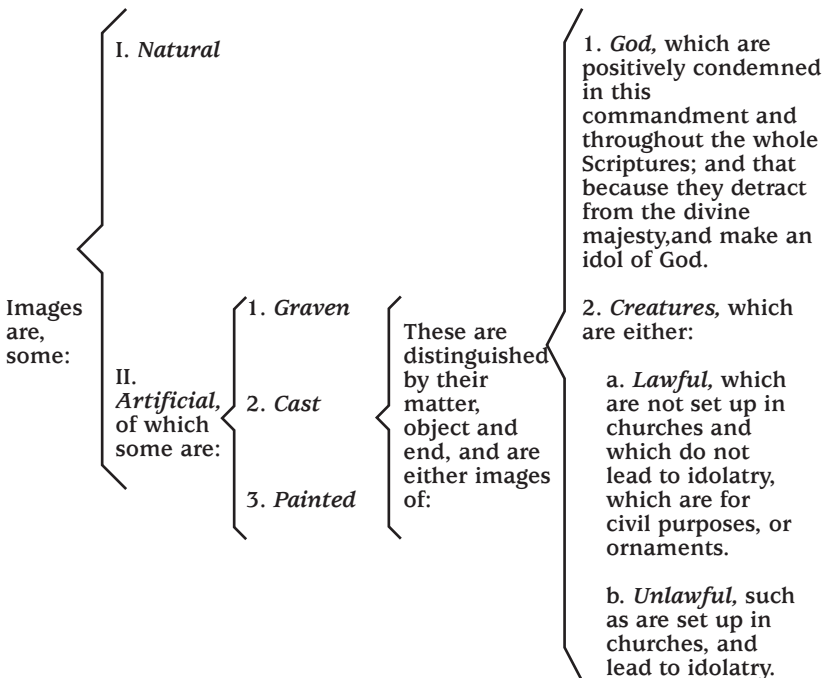 Images
are,
some:
I. Natural
II.
Artificial,
of which
some are:
1. Graven
2. Cast
3. Painted
These are
distinguished
by their
matter,
object and
end, and are
either images
of:
1. God, which are
positively condemned
in this
commandment and
throughout the whole
Scriptures; and that
because they detract
from the divine
majesty,and make an
idol of God.
2. Creatures, which
are either:
a. Lawful, which
are not set up in
churches and
which do not
lead to idolatry,
which are for
civil purposes, or
ornaments.
b. Unlawful, such
as are set up in
churches, and
lead to idolatry.